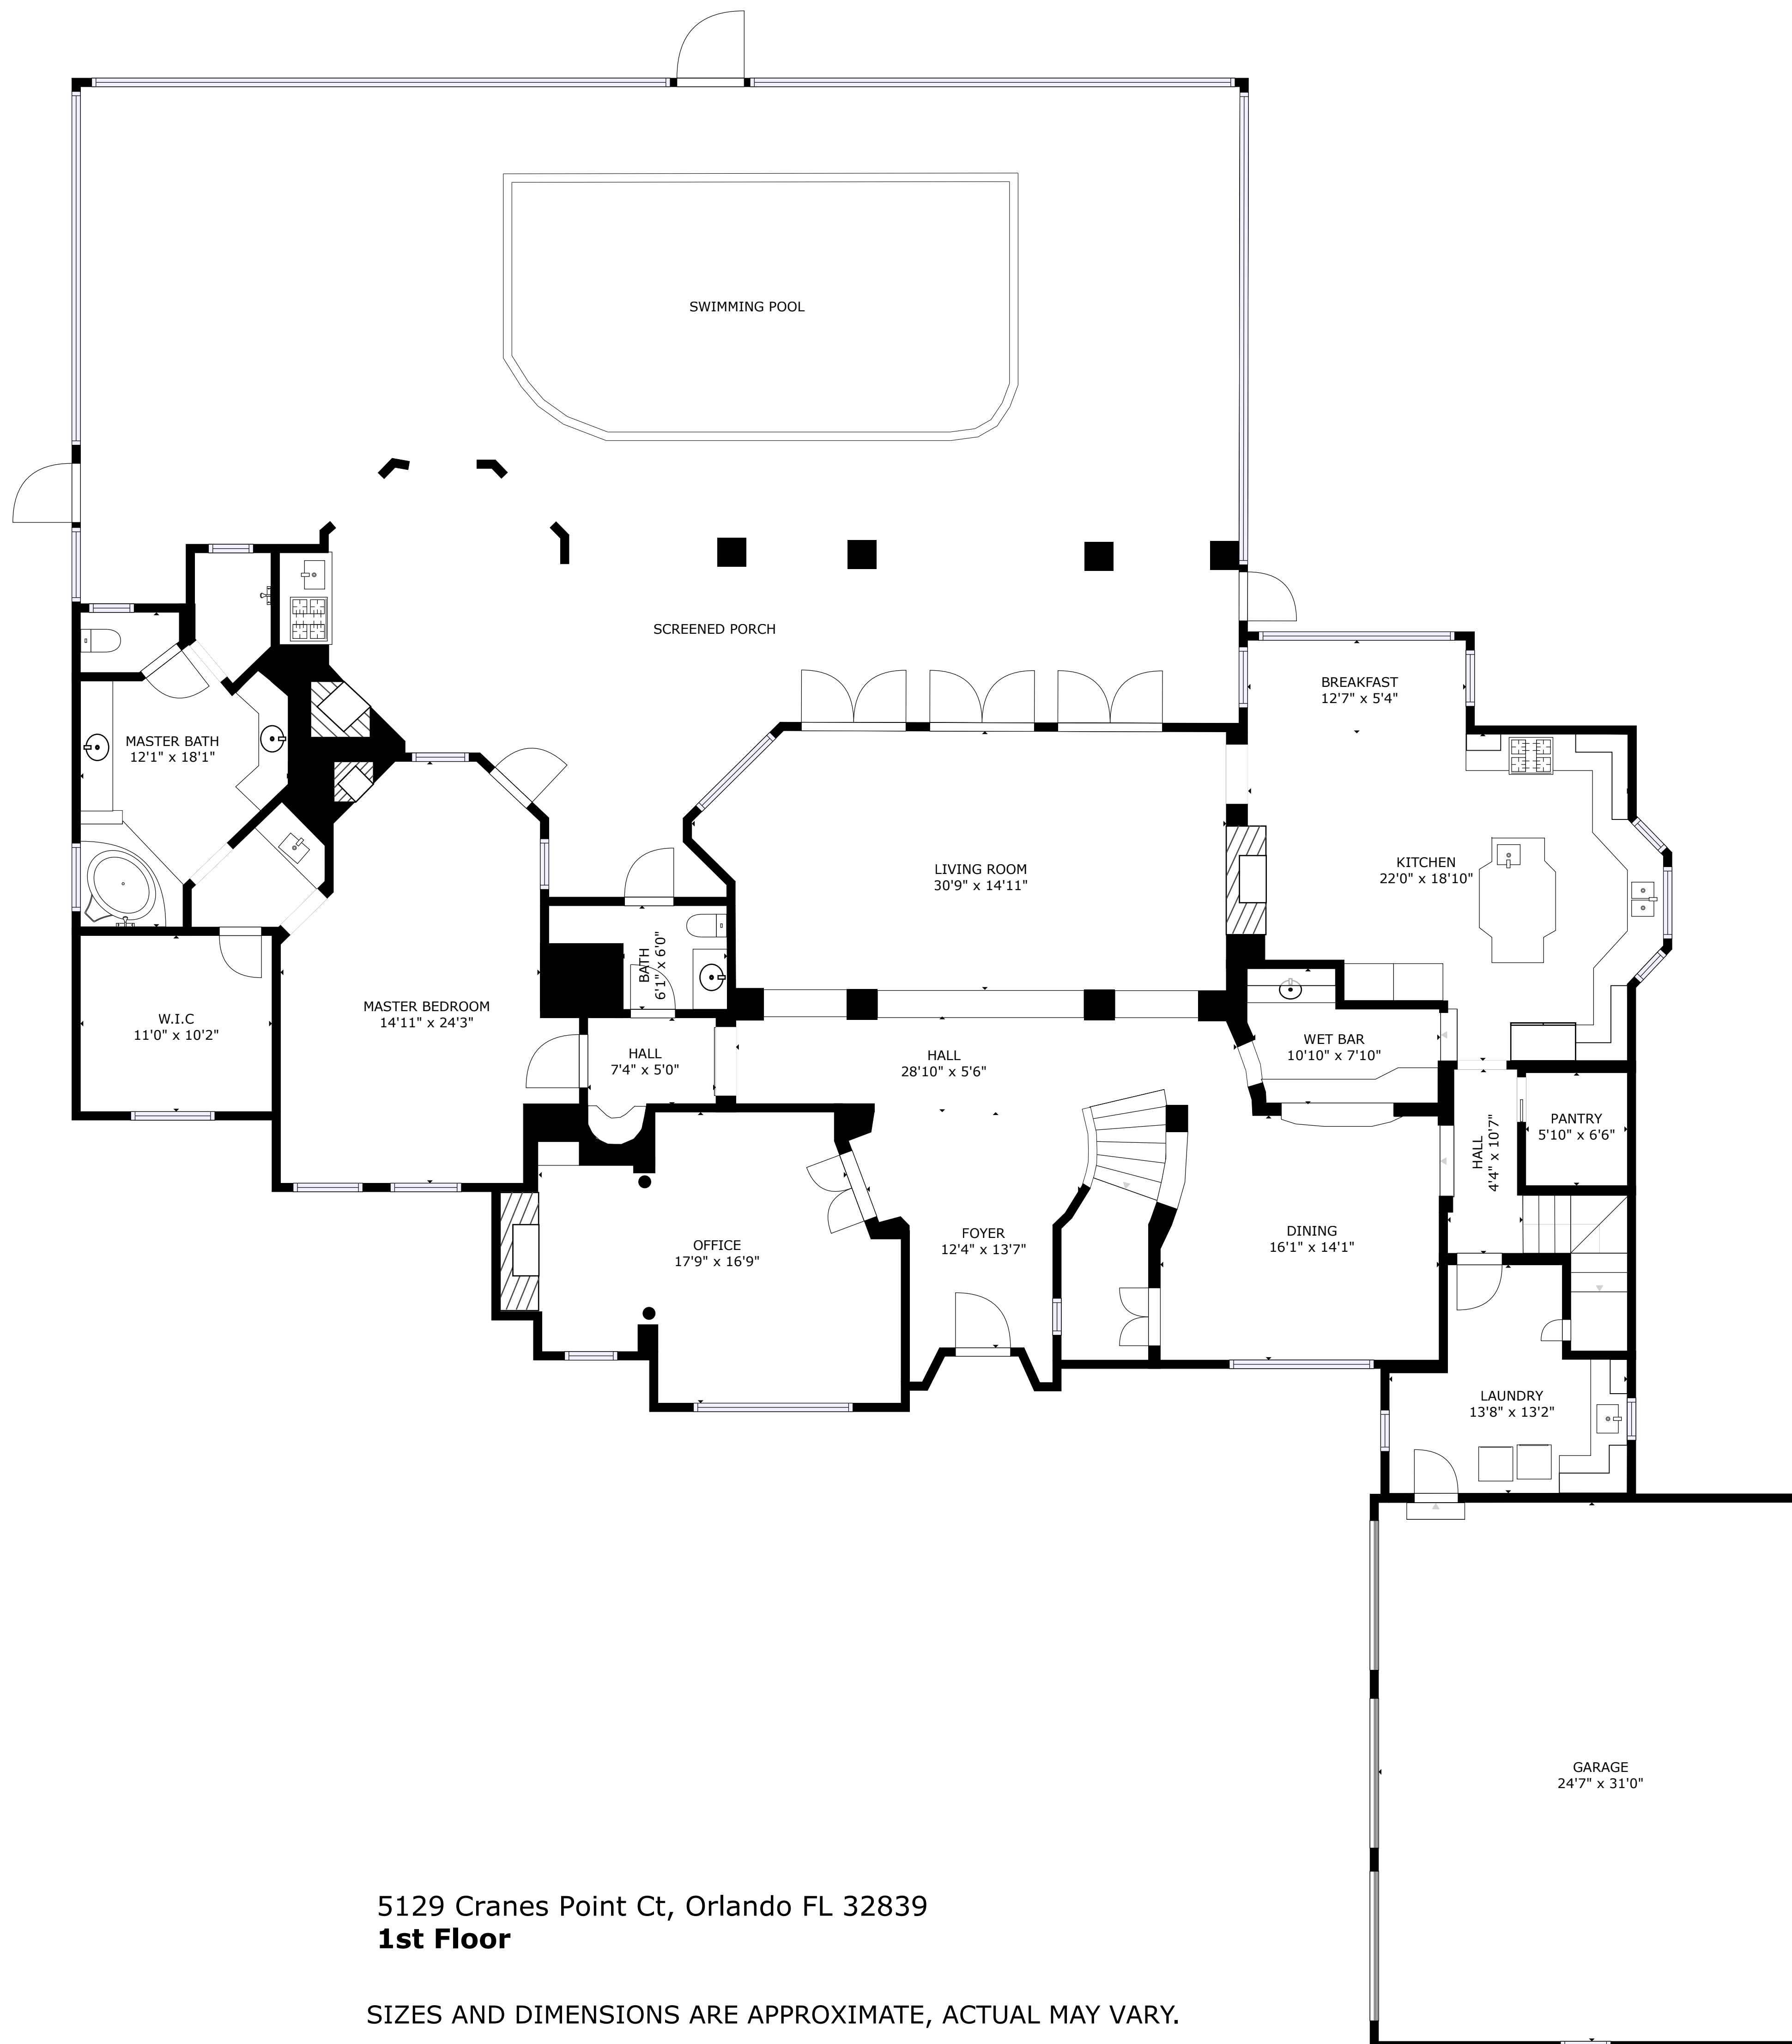 SWIMMING POOL
SCREENED PORCH
BREAKFAST
12'7" x 5'4"
MASTER BATH
12'1" x 18'1"
LIVING ROOM
30'9" x 14'11"
KITCHEN
22'0" x 18'10"
BATH
6'1" x 6'0"
MASTER BEDROOM
14'11" x 24'3"
W.I.C
11'0" x 10'2"
HALL
7'4" x 5'0"
HALL
28'10" x 5'6"
WET BAR
10'10" x 7'10"
PANTRY
5'10" x 6'6"
HALL
4'4" x 10'7"
OFFICE
17'9" x 16'9"
FOYER
12'4" x 13'7"
DINING
16'1" x 14'1"
LAUNDRY
13'8" x 13'2"
GARAGE
24'7" x 31'0"
5129 Cranes Point Ct, Orlando FL 32839
1st Floor
SIZES AND DIMENSIONS ARE APPROXIMATE, ACTUAL MAY VARY.